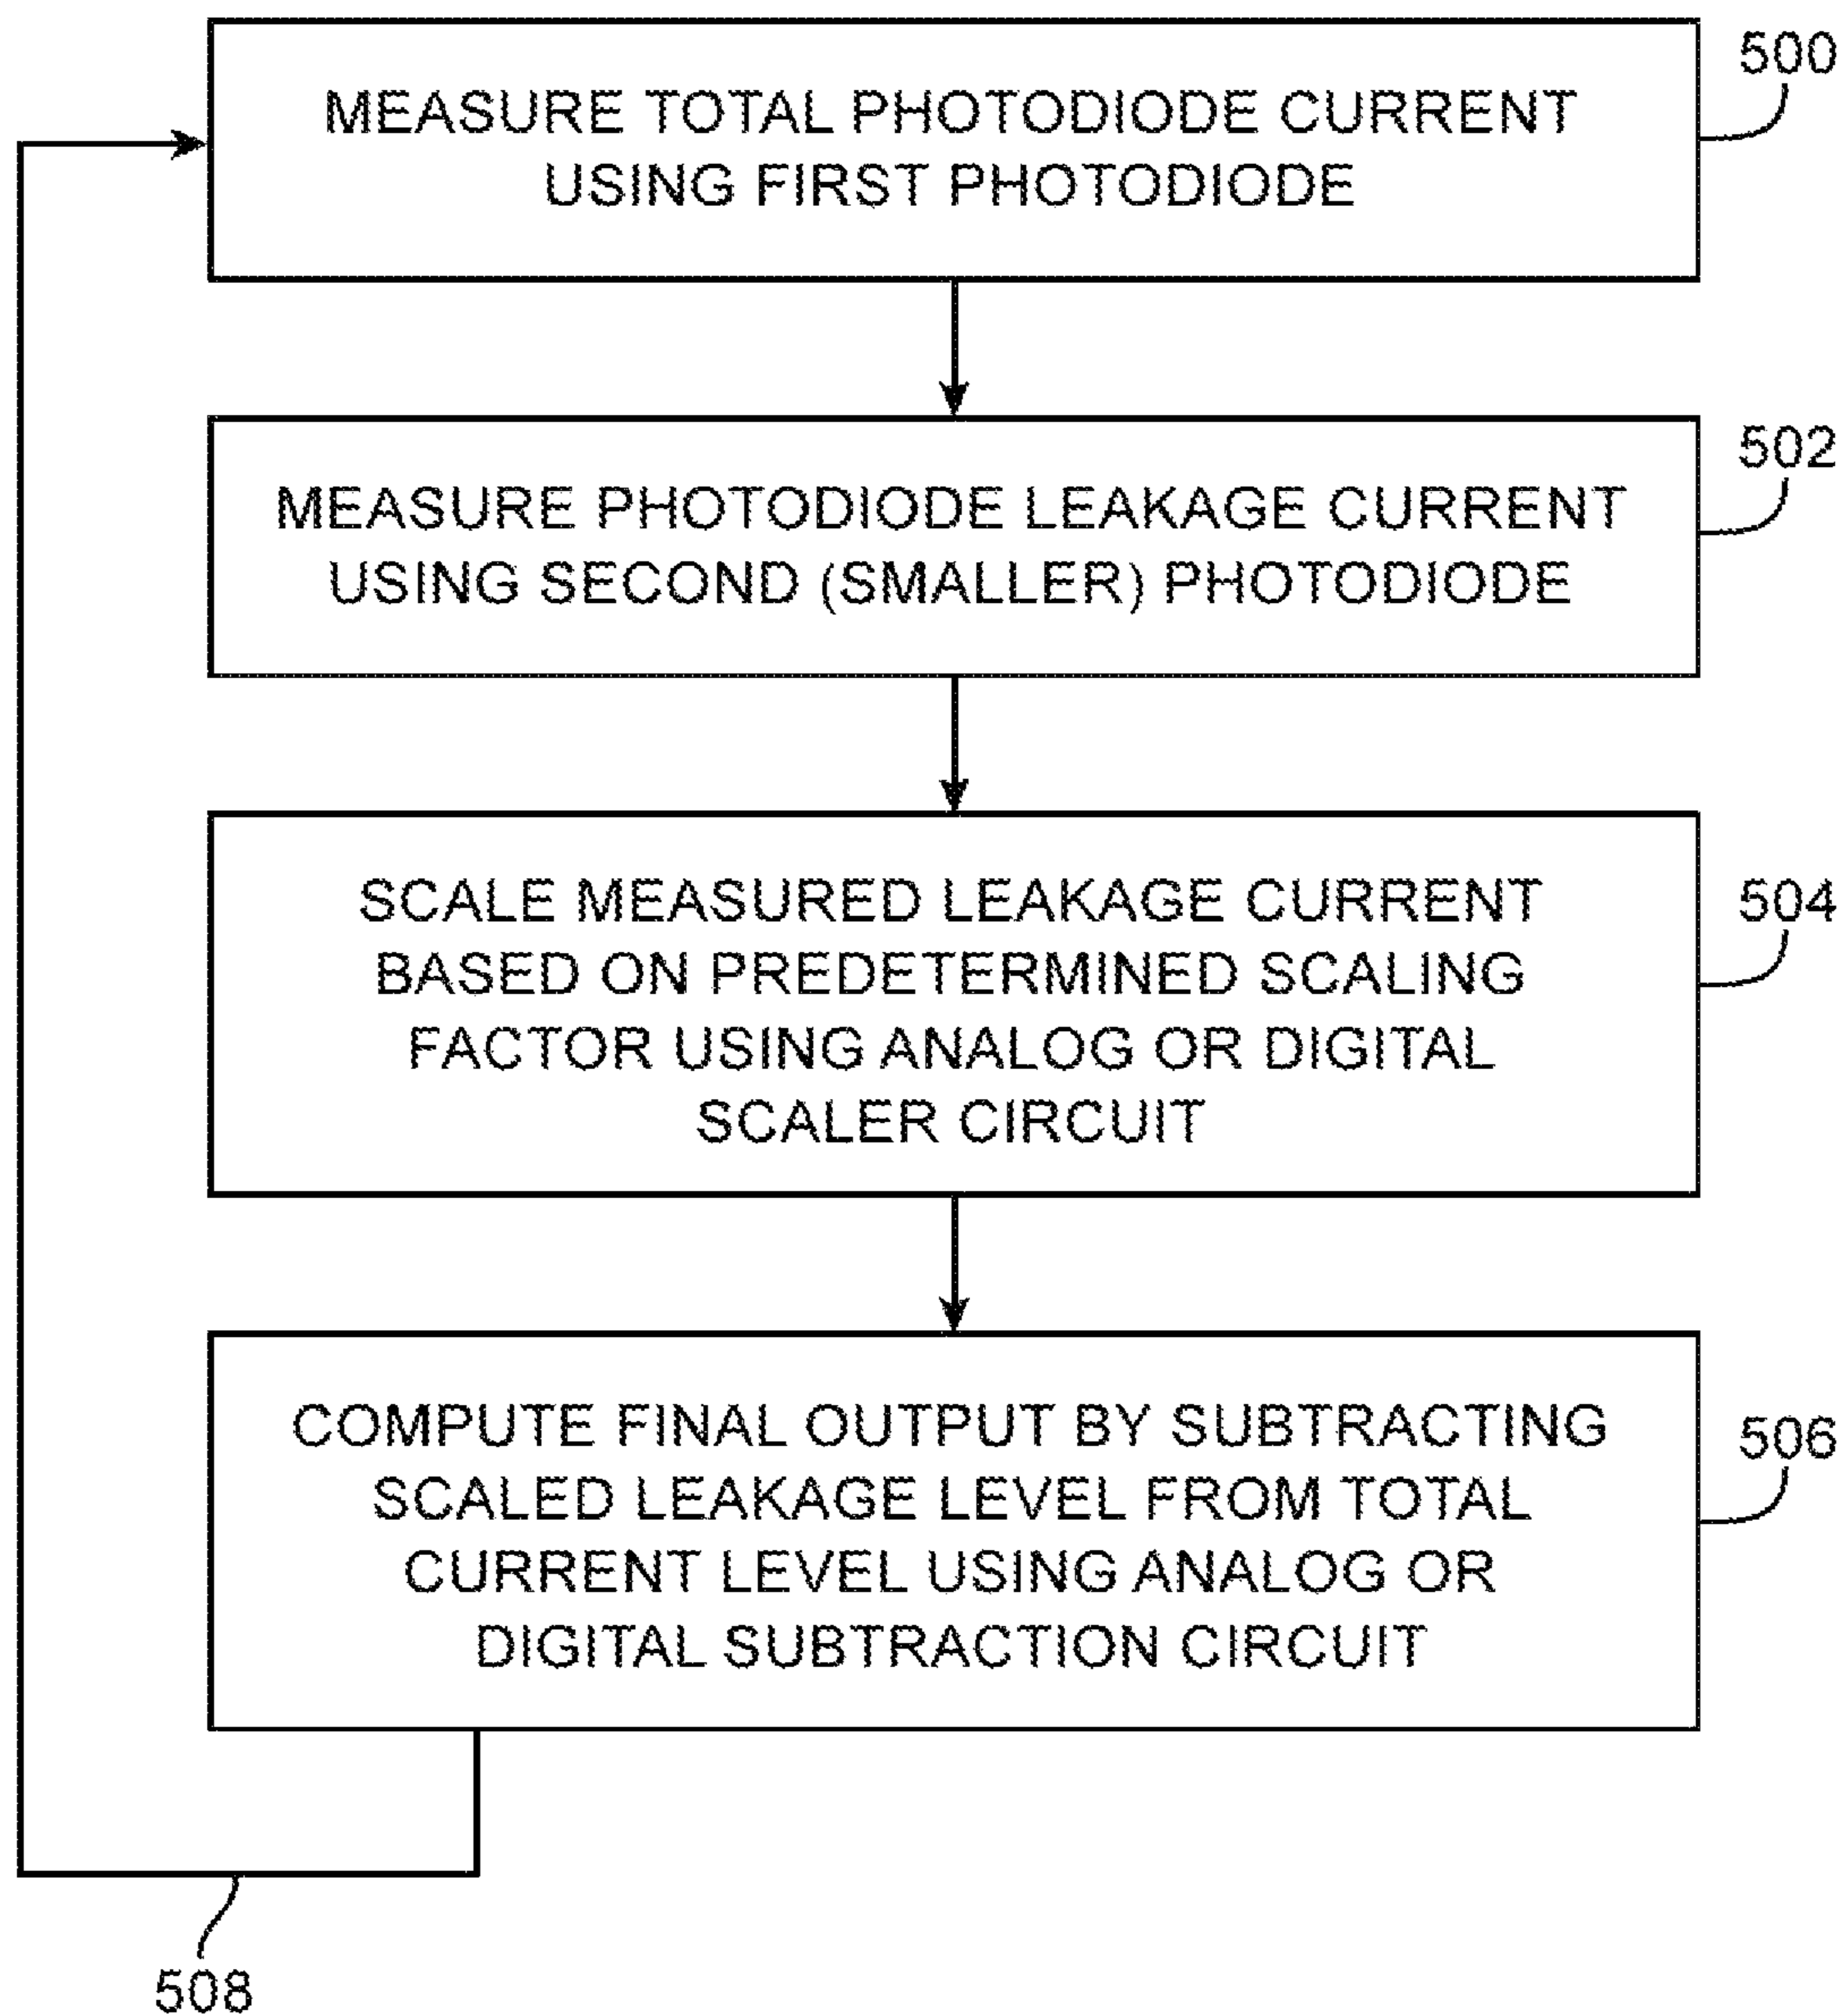 MEASURE TOTAL PHOTODIODE CURRENT
USING FIRST PHOTODIODE
500
MEASURE PHOTODIODE LEAKAGE CURRENT
USING SECOND (SMALLER) PHOTODIODE
502
SCALE MEASURED LEAKAGE CURRENT
BASED ON PREDETERMINED SCALING
FACTOR USING ANALOG OR DIGITAL
SCALER CIRCUIT
504
COMPUTE FINAL OUTPUT BY SUBTRACTING
SCALED LEAKAGE LEVEL FROM TOTAL
CURRENT LEVEL USING ANALOG OR
DIGITAL SUBTRACTION CIRCUIT
506
508